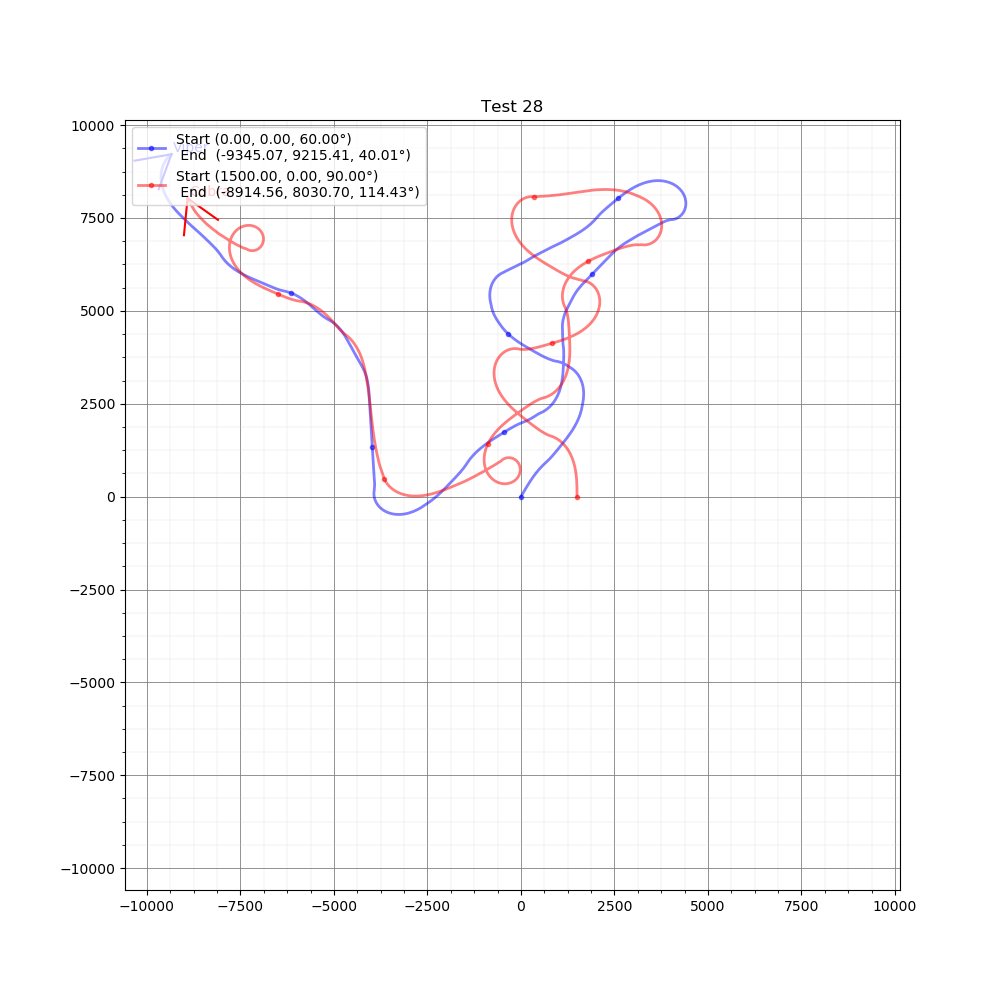 Test 28
Start (0.00, 0.00, 60.00°)
End (-9345.07, 9215.41, 40.01°)
Start (1500.00, 0.00, 90.00°)
End (-8914.56, 8030.70, 114.43°)
10000
7500
5000
2500
0
−2500
−5000
−7500
−10000
−10000 −7500 −5000 −2500 0 2500 5000 7500 10000